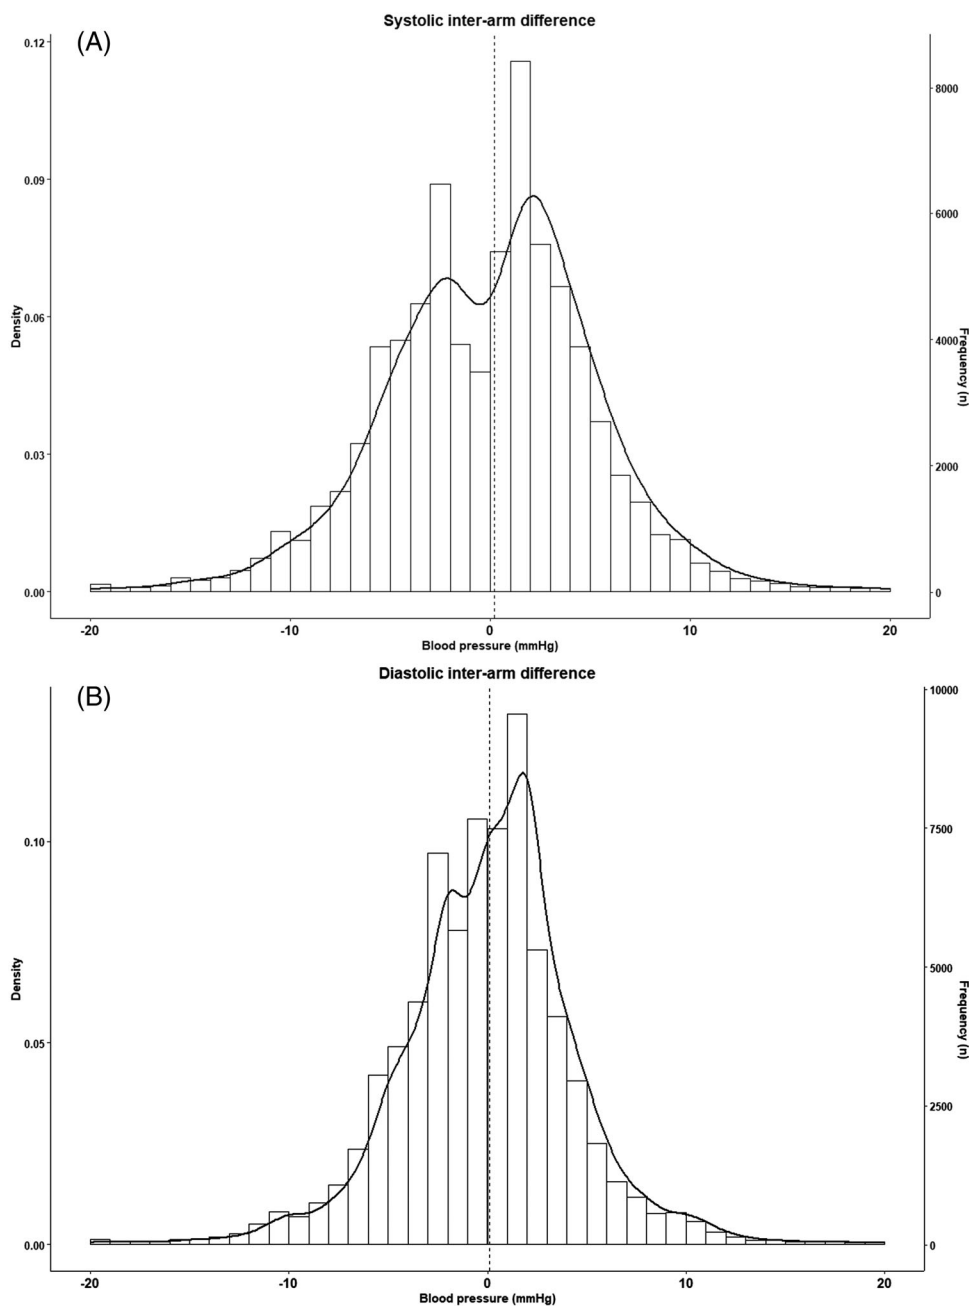 Systolic inter-arm difference
(A)
0.12
0.09
0.06
0.03
0.00
Density
8000
6000
4000
2000
0
Frequency (n)
-20
-10
0
10
20
Blood pressure (mmHg)
Diastolic inter-arm difference
(B)
0.10
0.05
0.00
Density
10000
7500
5000
2500
0
Frequency (n)
-20
-10
0
10
20
Blood pressure (mmHg)